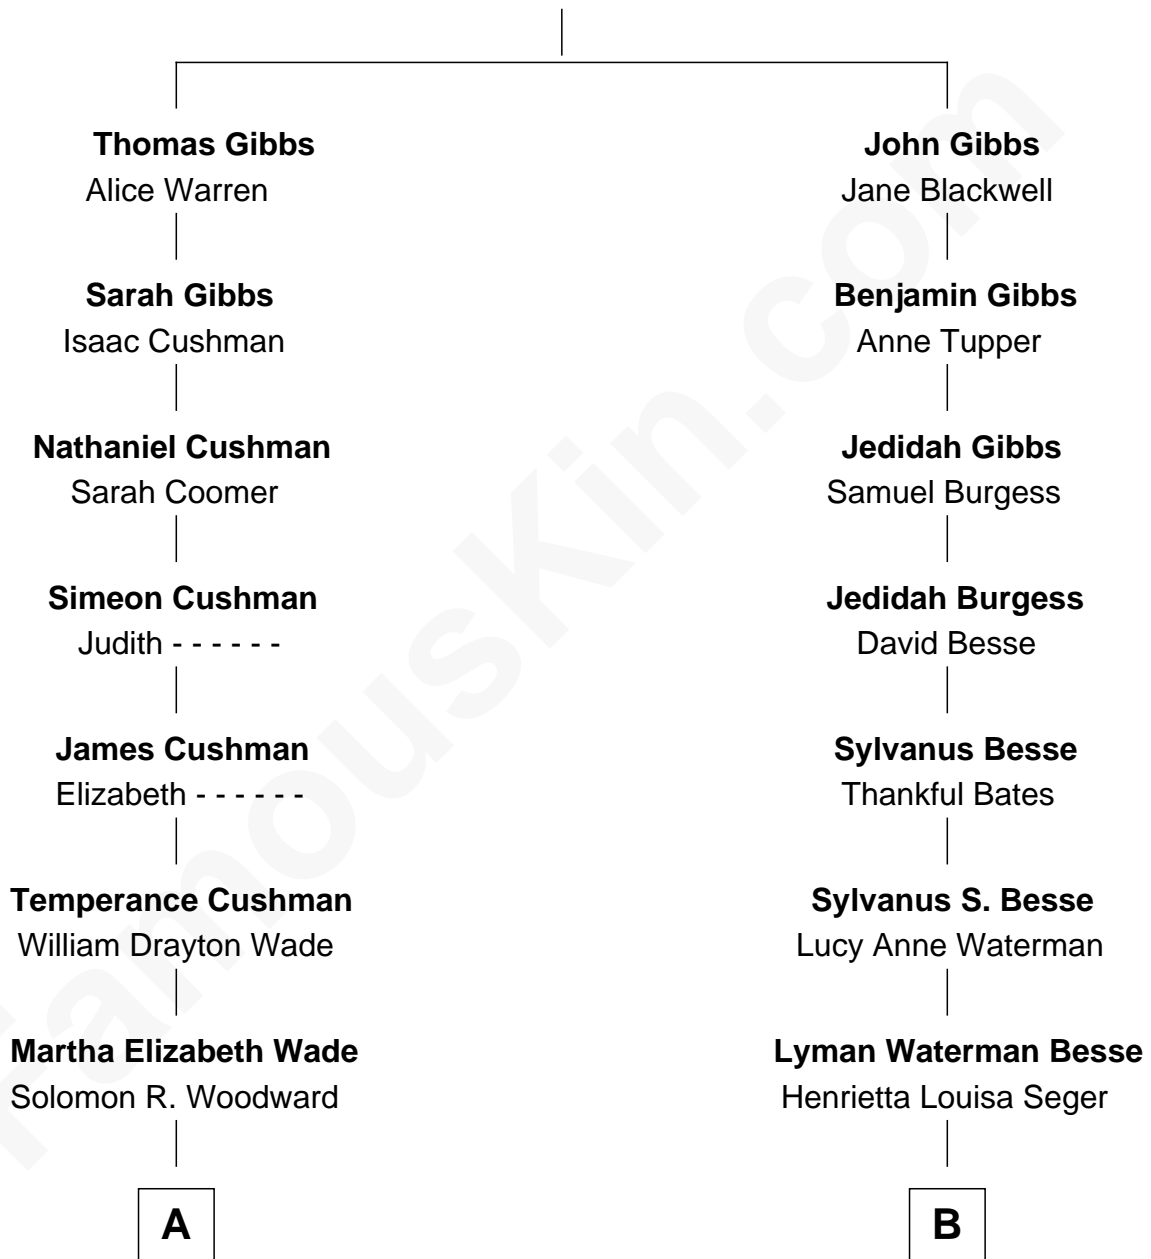 Thomas Gibbs
Alice Warren
John Gibbs
Jane Blackwell
Sarah Gibbs
Isaac Cushman
Benjamin Gibbs
Anne Tupper
Nathaniel Cushman
Sarah Coomer
Jedidah Gibbs
Samuel Burgess
Simeon Cushman
Judith - - - - - -
Jedidah Burgess
David Besse
James Cushman
Elizabeth - - - - - -
Sylvanus Besse
Thankful Bates
Temperance Cushman
William Drayton Wade
Sylvanus S. Besse
Lucy Anne Waterman
Martha Elizabeth Wade
Solomon R. Woodward
Lyman Waterman Besse
Henrietta Louisa Seger
A
B
FamousKin.com